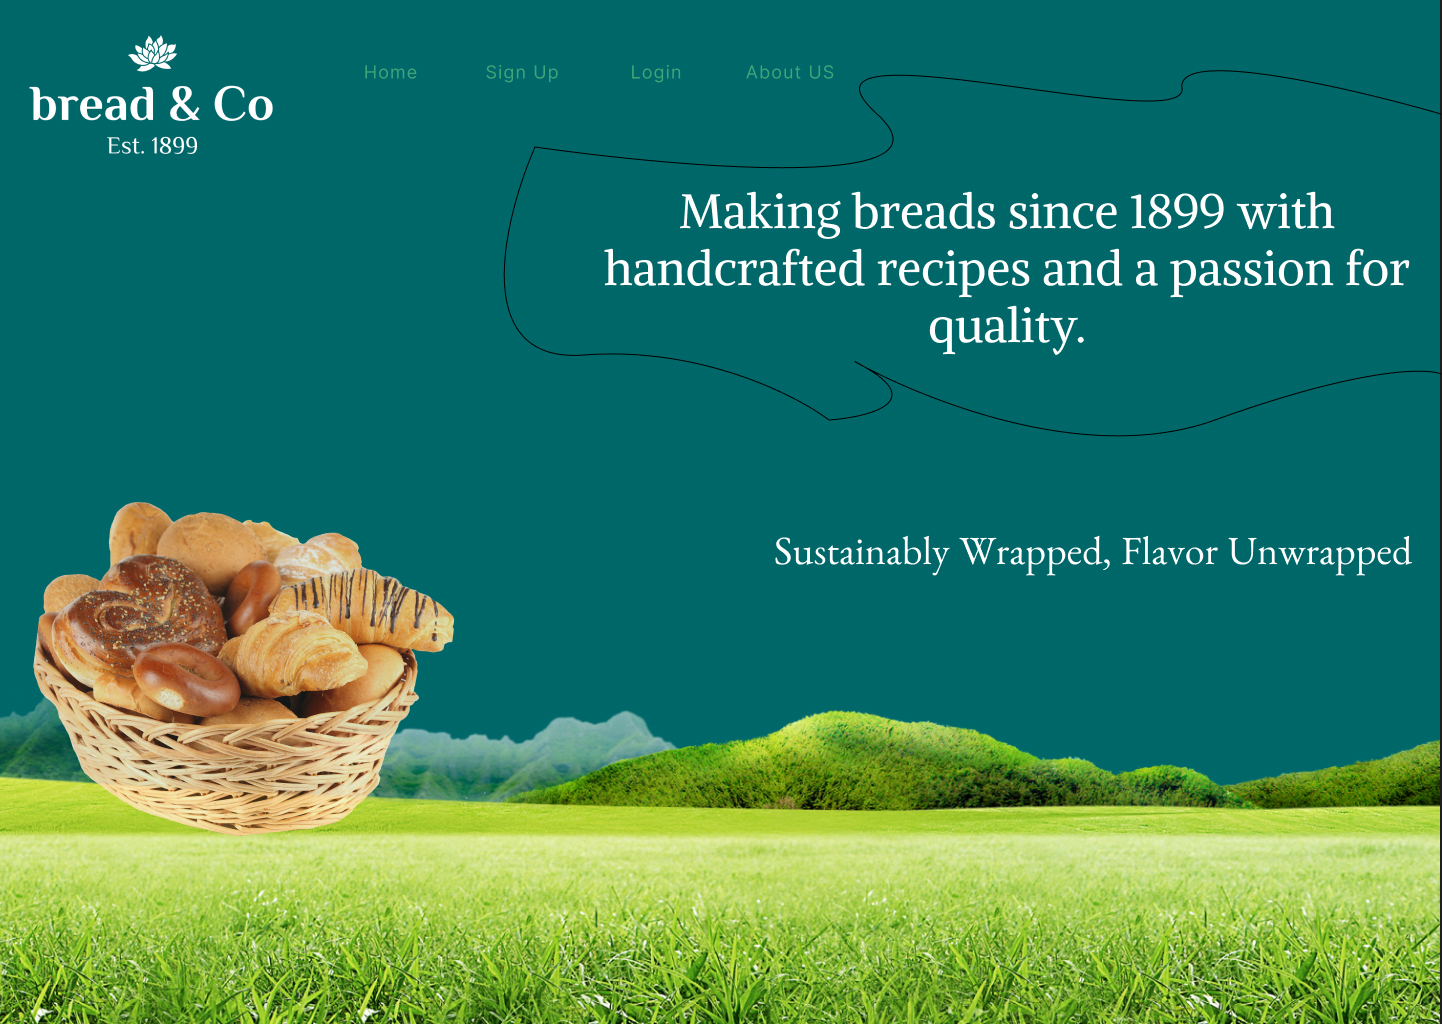 Home
Sign Up
Login
About US
bread & Co
Est. 1899
Making breads since 1899 with
handcrafted recipes and a passion for
quality.
Sustainably Wrapped, Flavor Unwrapped